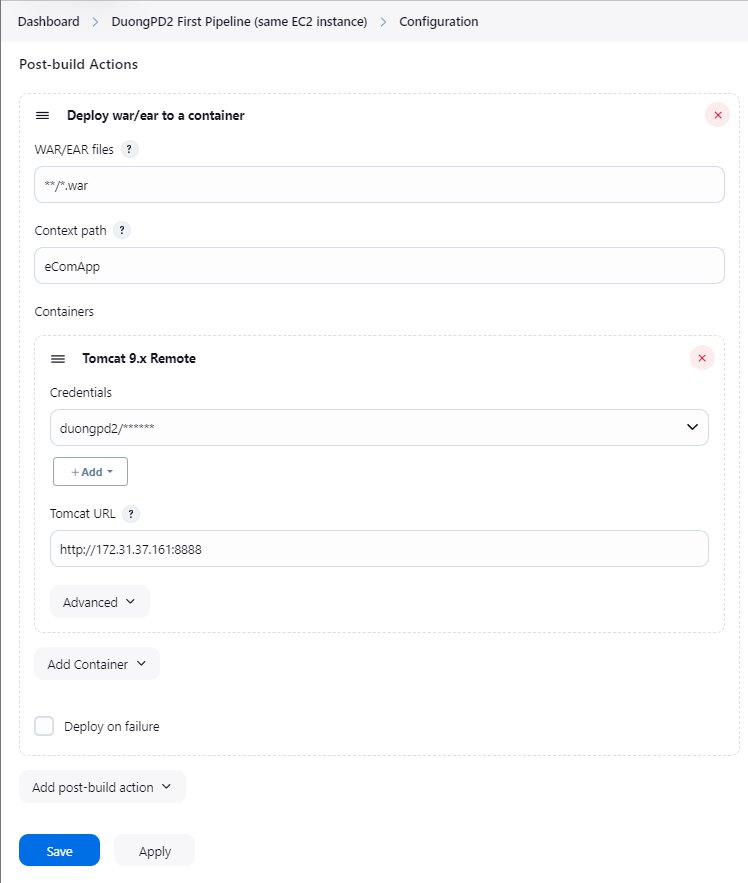 Dashboard > DuongPD2 First Pipeline (same EC2 instance) > Configuration
Post-build Actions
Deploy war/ear to a container
WAR/EAR files ?
**/*.war
Context path ?
eComApp
Containers
Tomcat 9.x Remote
Credentials
duongpd2/******
+ Add
Tomcat URL ?
http://172.31.37.161:8888
Advanced
Add Container
Deploy on failure
Add post-build action
Save Apply